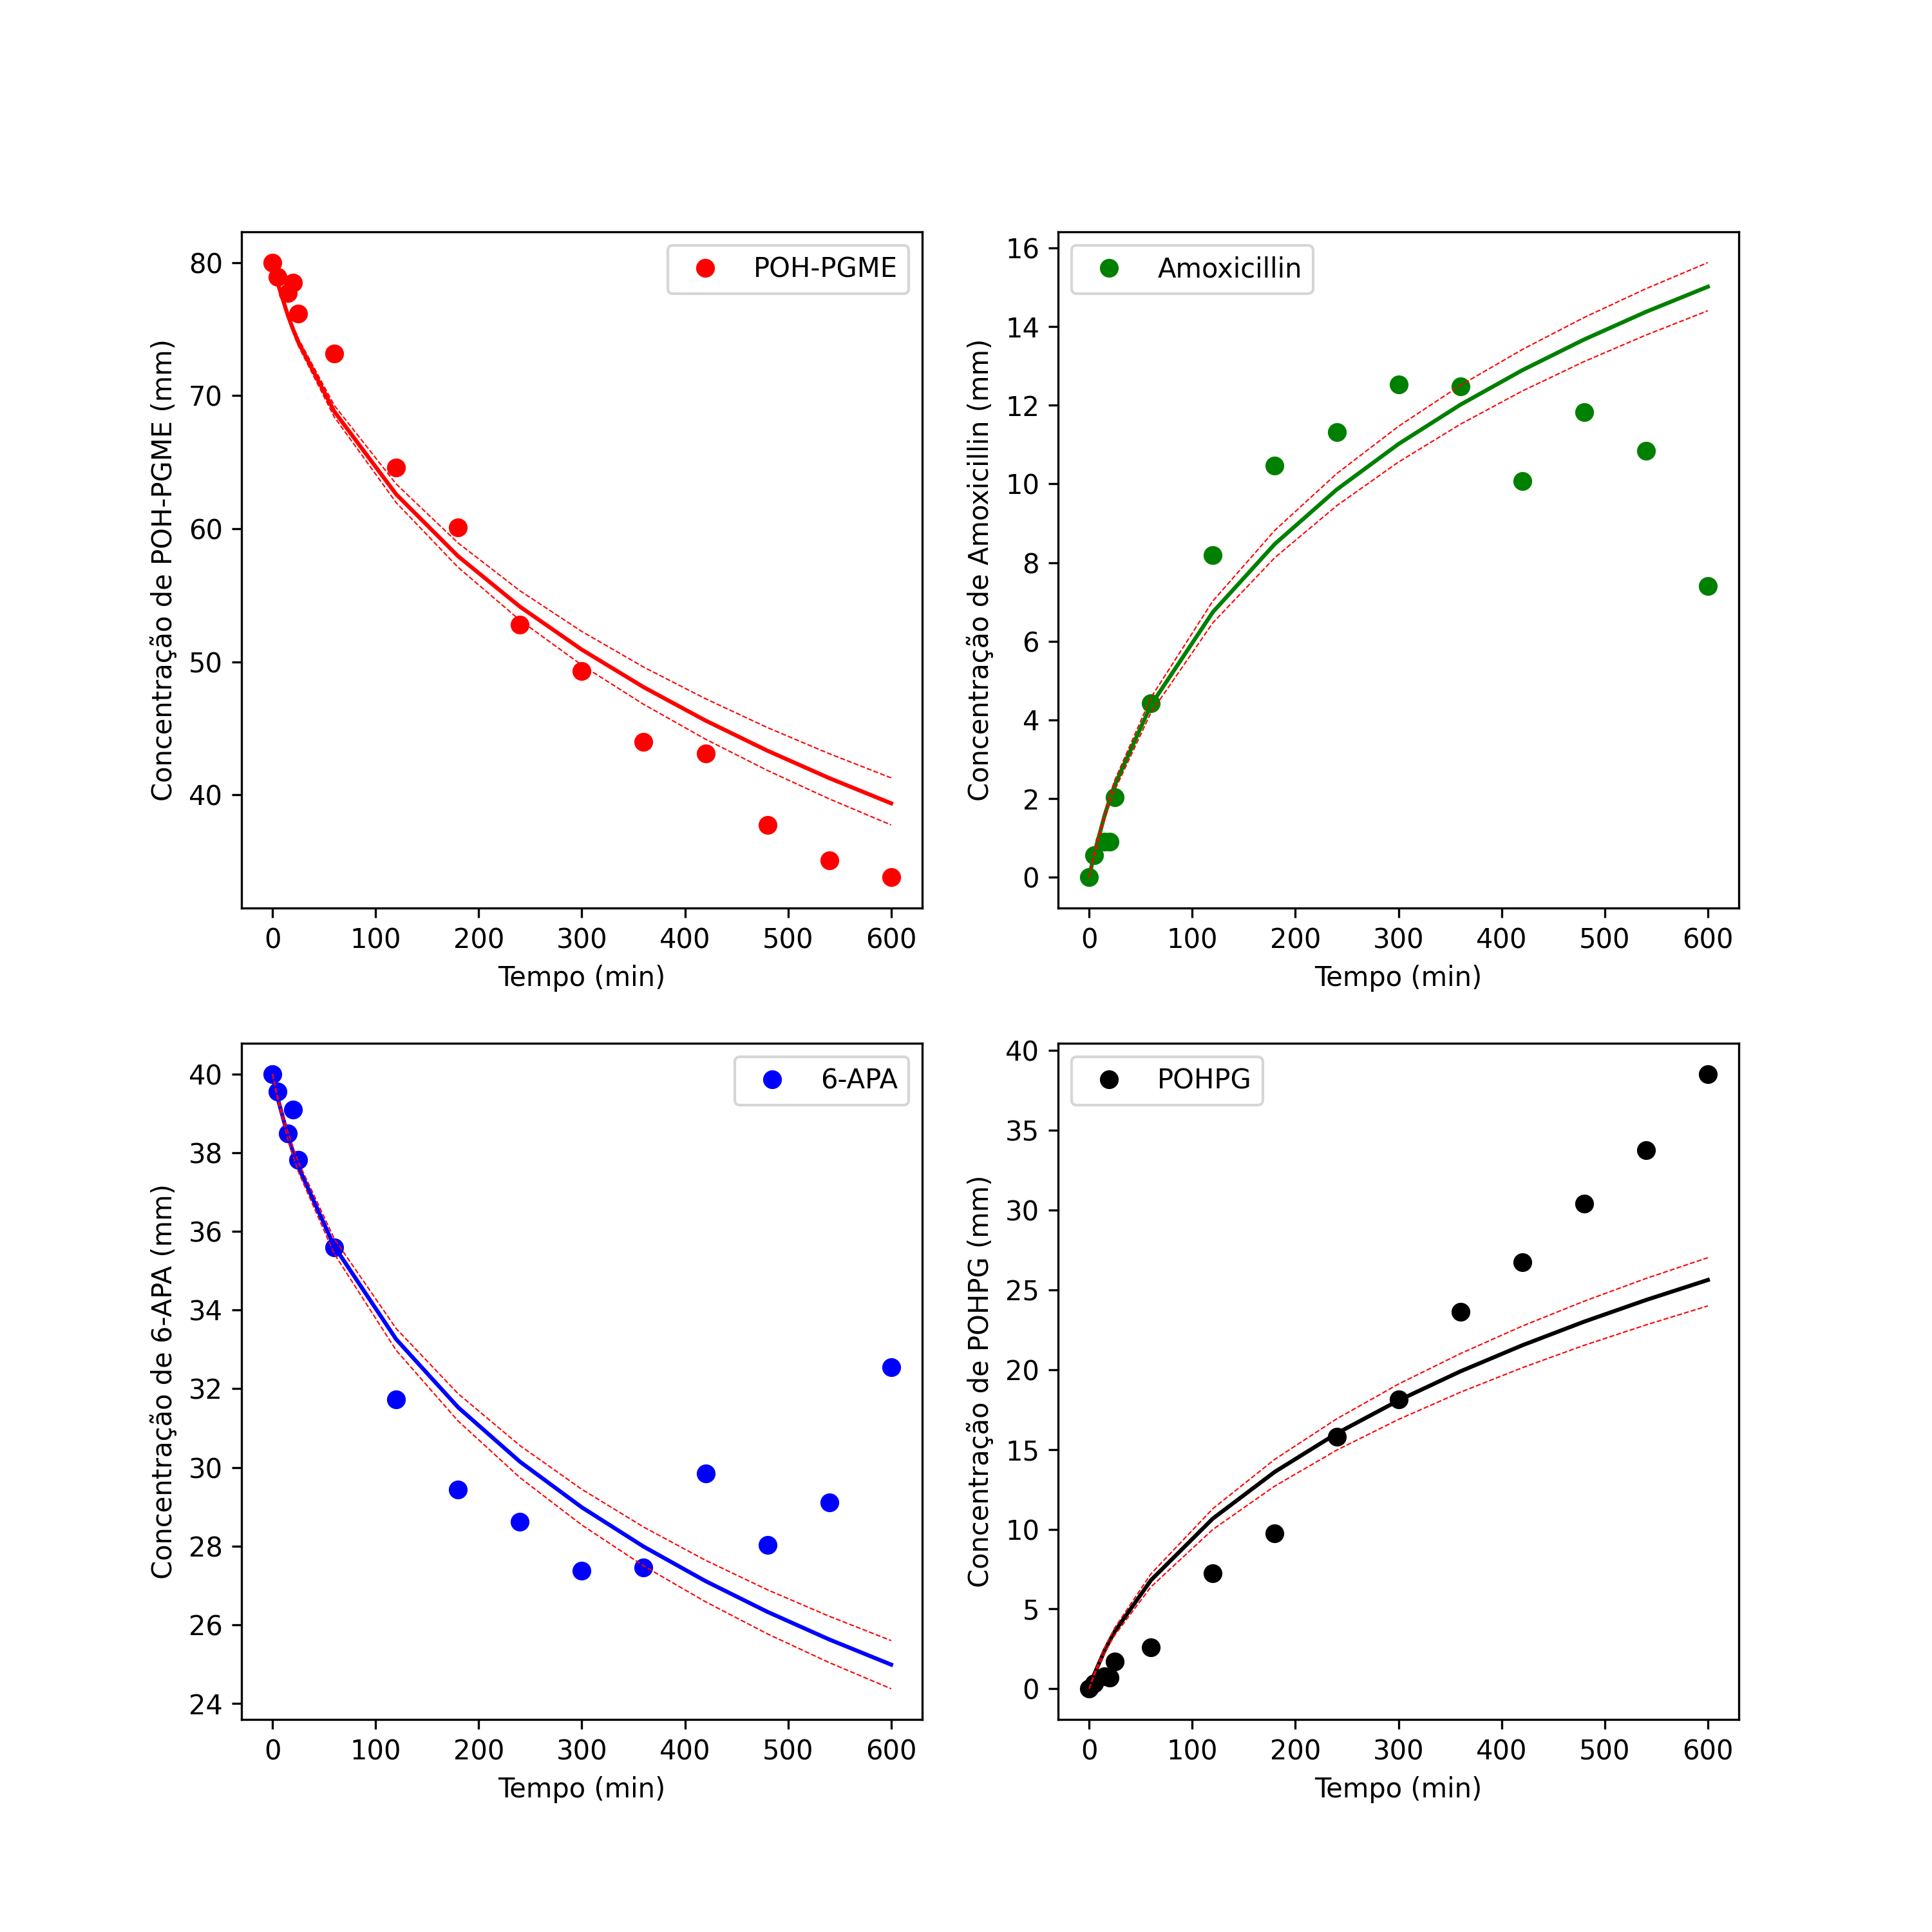 POH-PGME
80
70
60
50
40
Concentração de POH-PGME (mm)
0 100 200 300 400 500 600
Tempo (min)
Amoxicillin
16
14
12
10
8
6
4
2
0
Concentração de Amoxicillin (mm)
0 100 200 300 400 500 600
Tempo (min)
6-APA
40
38
36
34
32
30
28
26
24
Concentração de 6-APA (mm)
0 100 200 300 400 500 600
Tempo (min)
POHPG
40
35
30
25
20
15
10
5
0
Concentração de POHPG (mm)
0 100 200 300 400 500 600
Tempo (min)